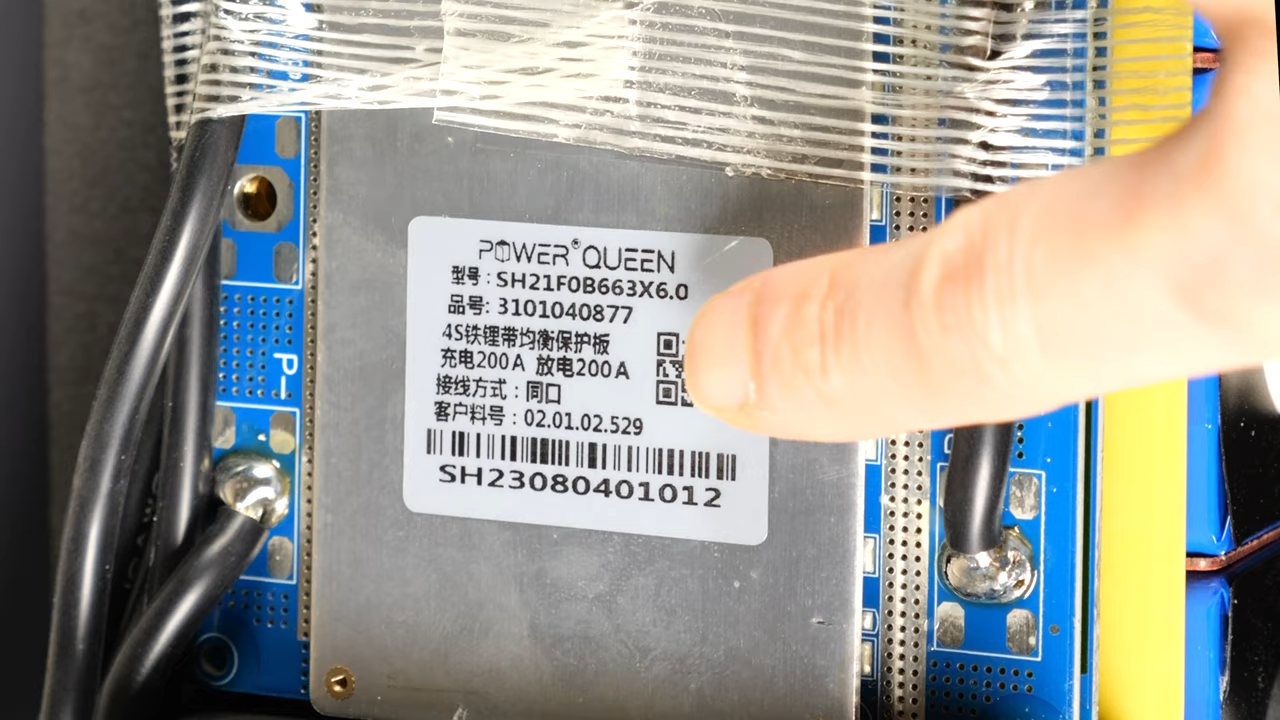 POWER® QUEEN
型号：SH21F0B663X6.0
品号: 3101040877
4S铁锂带均衡保护板
充电200A 放电200A
接线方式：同口
客户料号：02.01.02.529
SH23080401012
P-